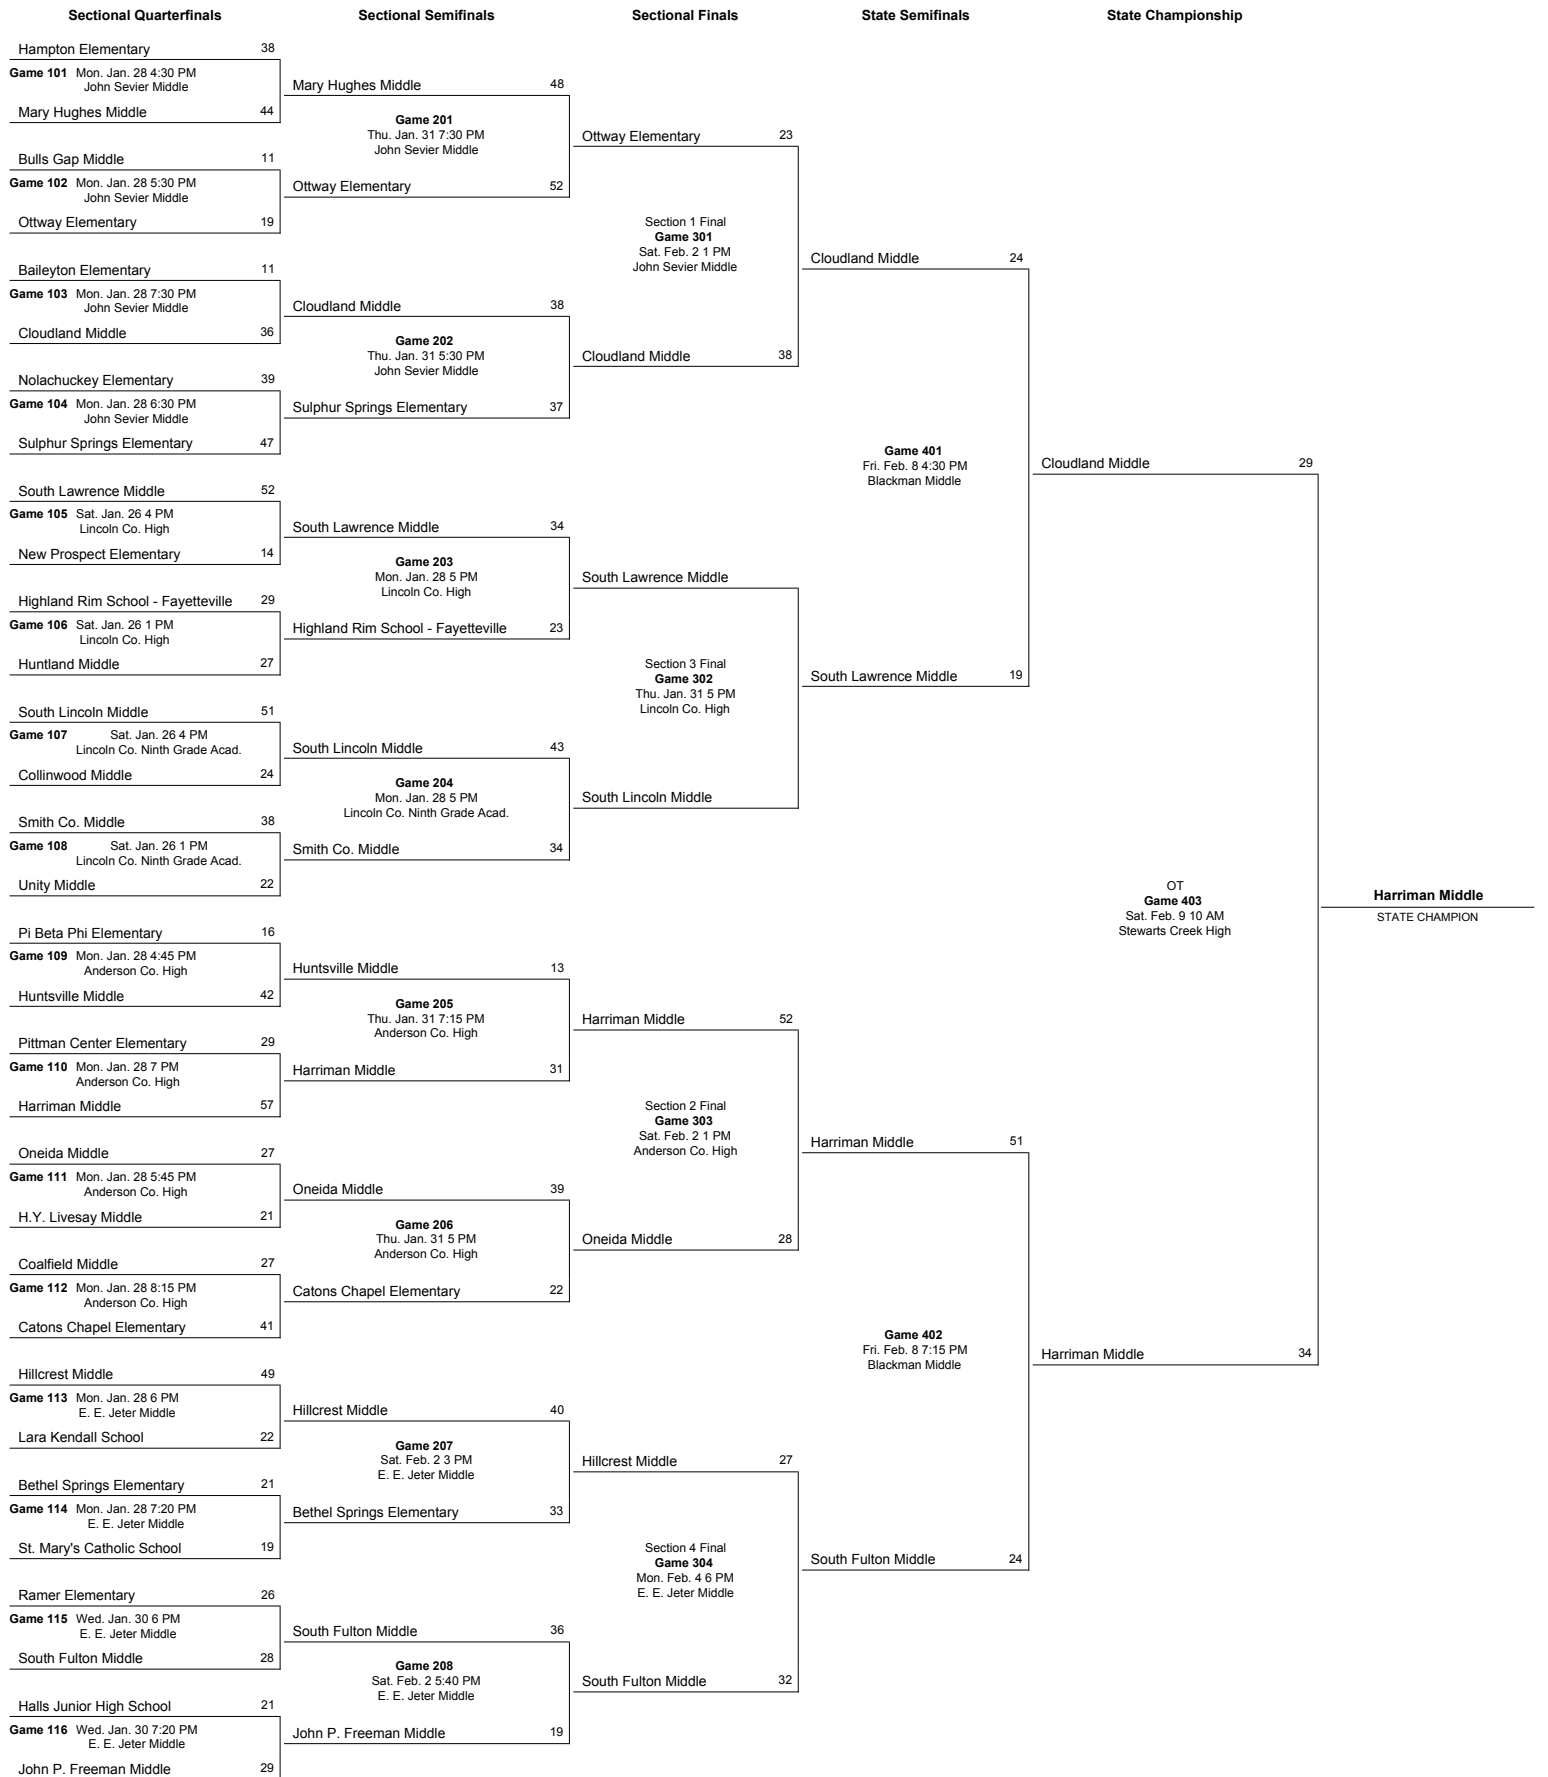 Sectional Quarterfinals
Sectional Semifinals
Sectional Finals
State Semifinals
State Championship
Hampton Elementary 38
Game 101 Mon. Jan. 28 4:30 PM
John Sevier Middle
Mary Hughes Middle 44
Bulls Gap Middle 11
Game 102 Mon. Jan. 28 5:30 PM
John Sevier Middle
Ottway Elementary 19
Baileyton Elementary 11
Game 103 Mon. Jan. 28 7:30 PM
John Sevier Middle
Cloudland Middle 36
Nolachuckey Elementary 39
Game 104 Mon. Jan. 28 6:30 PM
John Sevier Middle
Sulphur Springs Elementary 47
South Lawrence Middle 52
Game 105 Sat. Jan. 26 4 PM
Lincoln Co. High
New Prospect Elementary 14
Highland Rim School - Fayetteville 29
Game 106 Sat. Jan. 26 1 PM
Lincoln Co. High
Huntland Middle 27
South Lincoln Middle 51
Game 107 Sat. Jan. 26 4 PM
Lincoln Co. Ninth Grade Acad.
Collinwood Middle 24
Smith Co. Middle 38
Game 108 Sat. Jan. 26 1 PM
Lincoln Co. Ninth Grade Acad.
Unity Middle 22
Pi Beta Phi Elementary 16
Game 109 Mon. Jan. 28 4:45 PM
Anderson Co. High
Huntsville Middle 42
Pittman Center Elementary 29
Game 110 Mon. Jan. 28 7 PM
Anderson Co. High
Harriman Middle 57
Oneida Middle 27
Game 111 Mon. Jan. 28 5:45 PM
Anderson Co. High
H.Y. Livesay Middle 21
Coalfield Middle 27
Game 112 Mon. Jan. 28 8:15 PM
Anderson Co. High
Catons Chapel Elementary 41
Hillcrest Middle 49
Game 113 Mon. Jan. 28 6 PM
E. E. Jeter Middle
Lara Kendall School 22
Bethel Springs Elementary 21
Game 114 Mon. Jan. 28 7:20 PM
E. E. Jeter Middle
St. Mary's Catholic School 19
Ramer Elementary 26
Game 115 Wed. Jan. 30 6 PM
E. E. Jeter Middle
South Fulton Middle 28
Halls Junior High School 21
Game 116 Wed. Jan. 30 7:20 PM
E. E. Jeter Middle
John P. Freeman Middle 29
Mary Hughes Middle 48
Game 201
Thu. Jan. 31 7:30 PM
John Sevier Middle
Ottway Elementary 52
Cloudland Middle 38
Game 202
Thu. Jan. 31 5:30 PM
John Sevier Middle
Sulphur Springs Elementary 37
South Lawrence Middle 34
Game 203
Mon. Jan. 28 5 PM
Lincoln Co. High
Highland Rim School - Fayetteville 23
South Lincoln Middle 43
Game 204
Mon. Jan. 28 5 PM
Lincoln Co. Ninth Grade Acad.
Smith Co. Middle 34
Huntsville Middle 13
Game 205
Thu. Jan. 31 7:15 PM
Anderson Co. High
Harriman Middle 31
Oneida Middle 39
Game 206
Thu. Jan. 31 5 PM
Anderson Co. High
Catons Chapel Elementary 22
Hillcrest Middle 40
Game 207
Sat. Feb. 2 3 PM
E. E. Jeter Middle
Bethel Springs Elementary 33
South Fulton Middle 36
Game 208
Sat. Feb. 2 5:40 PM
E. E. Jeter Middle
John P. Freeman Middle 19
Ottway Elementary 23
Section 1 Final
Game 301
Sat. Feb. 2 1 PM
John Sevier Middle
Cloudland Middle 38
South Lawrence Middle
Section 3 Final
Game 302
Thu. Jan. 31 5 PM
Lincoln Co. High
South Lincoln Middle
Harriman Middle 52
Section 2 Final
Game 303
Sat. Feb. 2 1 PM
Anderson Co. High
Oneida Middle 28
Hillcrest Middle 27
Section 4 Final
Game 304
Mon. Feb. 4 6 PM
E. E. Jeter Middle
South Fulton Middle 32
Cloudland Middle 24
Game 401
Fri. Feb. 8 4:30 PM
Blackman Middle
South Lawrence Middle 19
Harriman Middle 51
Game 402
Fri. Feb. 8 7:15 PM
Blackman Middle
South Fulton Middle 24
Cloudland Middle 29
OT
Game 403
Sat. Feb. 9 10 AM
Stewarts Creek High
Harriman Middle 34
Harriman Middle
STATE CHAMPION